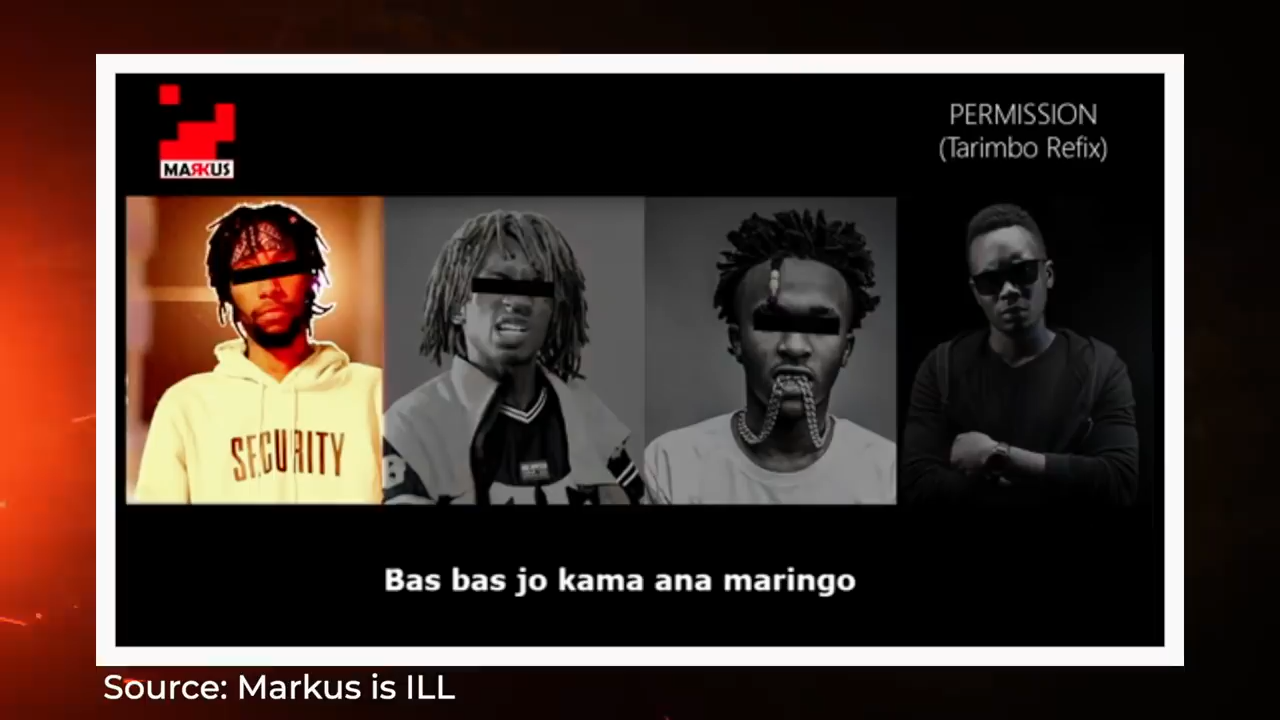 MARKUS
PERMISSION
(Tarimbo Refix)
SECURITY
Bas bas jo kama ana maringo
Source: Markus is ILL